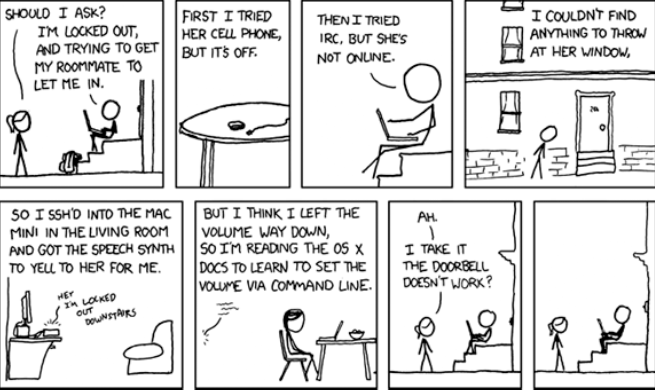 SHOULD I ASK?
I'M LOCKED OUT,
AND TRYING TO GET
MY ROOMMATE TO
LET ME IN.
FIRST I TRIED
HER CELL PHONE,
BUT IT'S OFF.
THEN I TRIED
IRC, BUT SHE'S
NOT ONLINE.
I COULDN'T FIND
ANYTHING TO THROW
AT HER WINDOW,
SO I SSH'D INTO THE MAC
MINI IN THE LIVING ROOM
AND GOT THE SPEECH SYNTH
TO YELL TO HER FOR ME.
HEY
I'M LOCKED
OUT
DOWNSTAIRS
BUT I THINK I LEFT THE
VOLUME WAY DOWN,
SO I'M READING THE OS X
DOCS TO LEARN TO SET THE
VOLUME VIA COMMAND LINE.
AH.
I TAKE IT
THE DOORBELL
DOESN'T WORK?